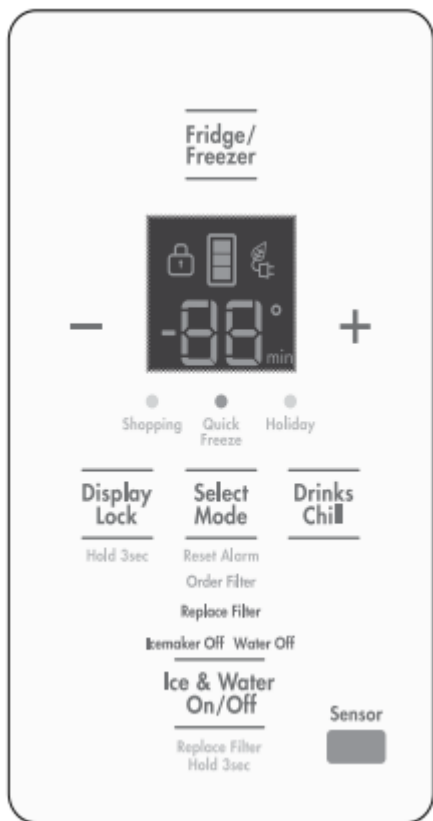 Fridge/
Freezer
-88°
min
− +
Shopping Quick Freeze Holiday
Display Lock
Select Mode
Drinks Chill
Hold 3sec
Reset Alarm
Order Filter
Replace Filter
Icemaker Off Water Off
Ice & Water
On/Off
Replace Filter
Hold 3sec
Sensor